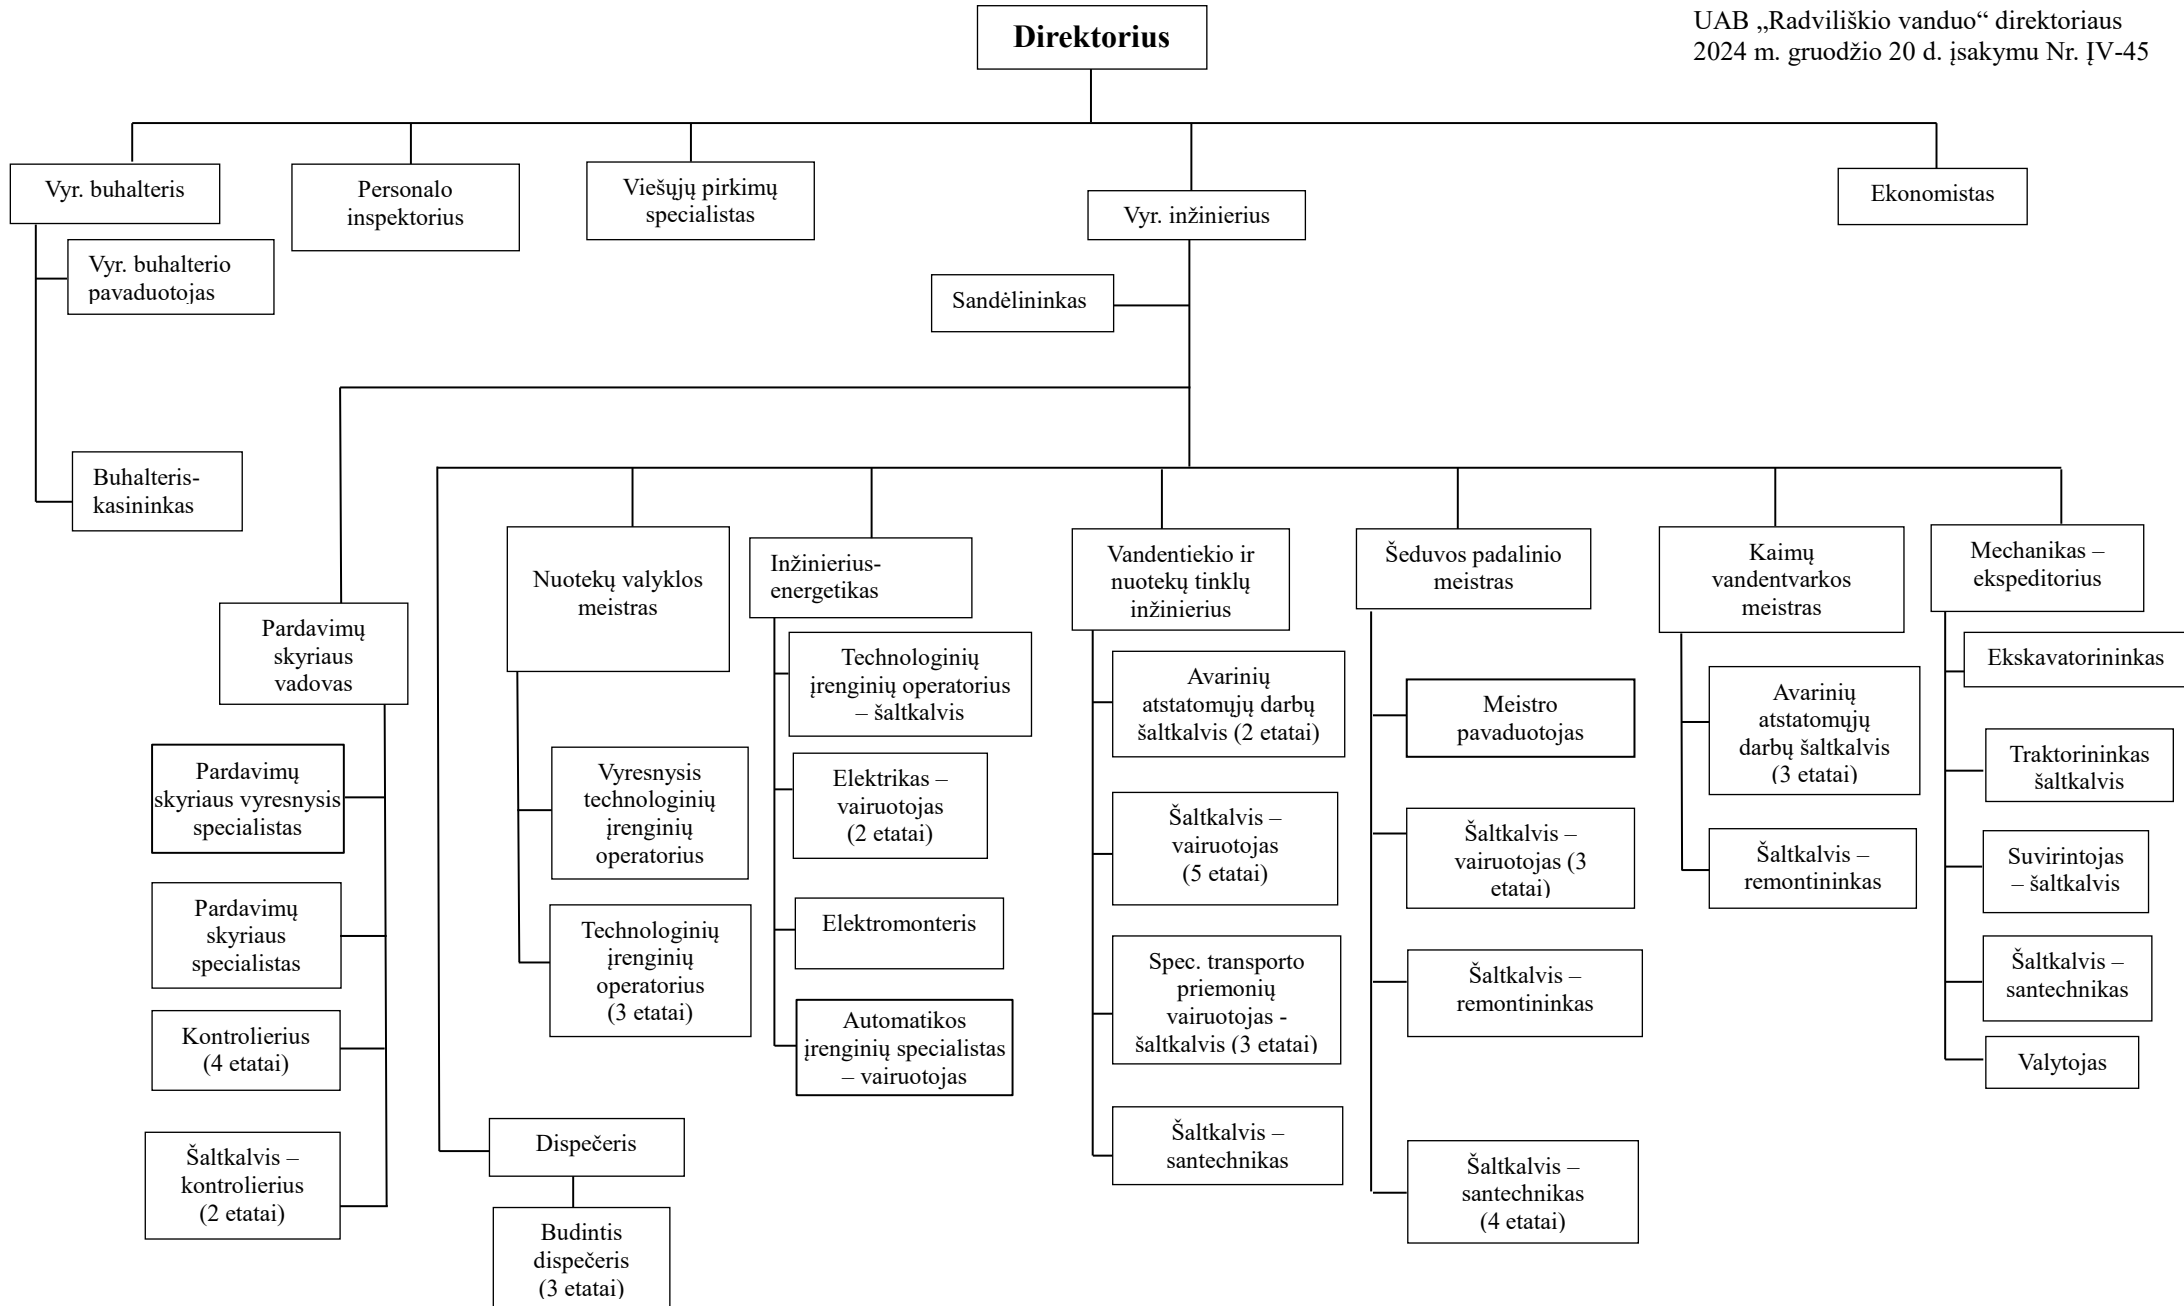 Direktorius
UAB „Radviliškio vanduo“ direktoriaus
2024 m. gruodžio 20 d. įsakymu Nr. ĮV-45
Vyr. buhalteris
Personalo
inspektorius
Viešųjų pirkimų
specialistas
Vyr. inžinierius
Ekonomistas
Vyr. buhalterio
pavaduotojas
Sandėlininkas
Buhalteris-
kasininkas
Pardavimų
skyriaus
vadovas
Pardavimų
skyriaus vyresnysis
specialistas
Pardavimų
skyriaus
specialistas
Kontrolierius
(4 etatai)
Šaltkalvis –
kontrolierius
(2 etatai)
Nuotekų valyklos
meistras
Vyresnysis
technologinių
įrenginių
operatorius
Technologinių
įrenginių
operatorius
(3 etatai)
Dispečeris
Budintis
dispečeris
(3 etatai)
Inžinierius-
energetikas
Technologinių
įrenginių operatorius
– šaltkalvis
Elektrikas –
vairuotojas
(2 etatai)
Elektromonteris
Automatikos
įrenginių specialistas
– vairuotojas
Vandentiekio ir
nuotekų tinklų
inžinierius
Avarinių
atstatomųjų darbų
šaltkalvis (2 etatai)
Šaltkalvis –
vairuotojas
(5 etatai)
Spec. transporto
priemonių
vairuotojas -
šaltkalvis (3 etatai)
Šaltkalvis –
santechnikas
Šeduvos padalinio
meistras
Meistro
pavaduotojas
Šaltkalvis –
vairuotojas (3
etatai)
Šaltkalvis –
remontininkas
Šaltkalvis –
santechnikas
(4 etatai)
Kaimų
vandentvarkos
meistras
Avarinių
atstatomųjų
darbų šaltkalvis
(3 etatai)
Šaltkalvis –
remontininkas
Mechanikas –
ekspeditorius
Ekskavatorininkas
Traktorininkas
šaltkalvis
Suvirintojas
– šaltkalvis
Šaltkalvis –
santechnikas
Valytojas